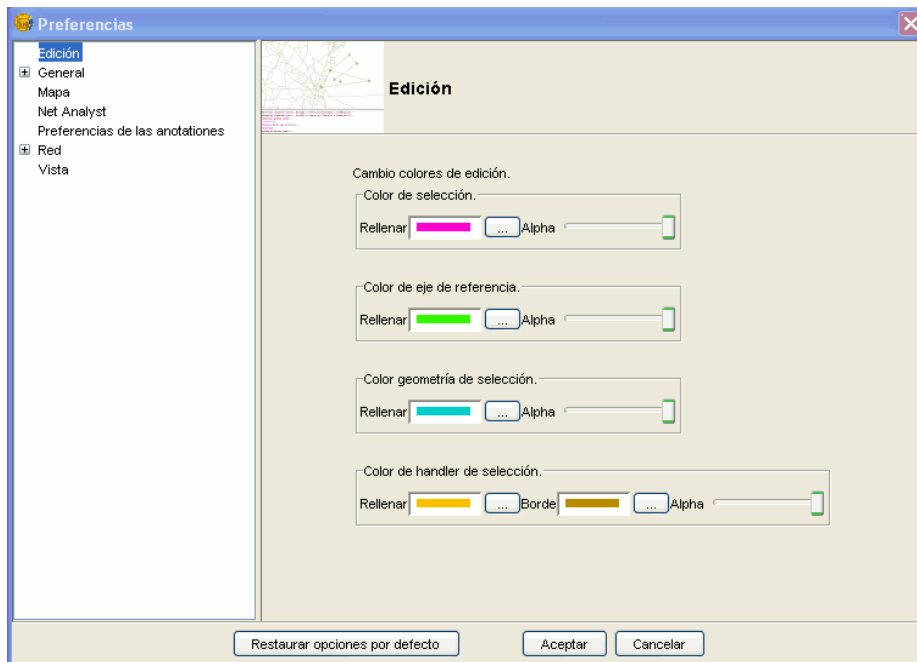 Preferencias
Edición
General
Mapa
Net Analyst
Preferencias de las anotationes
Red
Vista
Edición
Cambio colores de edición.
Color de selección.
Rellenar ... Alpha
Color de eje de referencia.
Rellenar ... Alpha
Color geometría de selección.
Rellenar ... Alpha
Color de handler de selección.
Rellenar ... Borde ... Alpha
Restaurar opciones por defecto Aceptar Cancelar